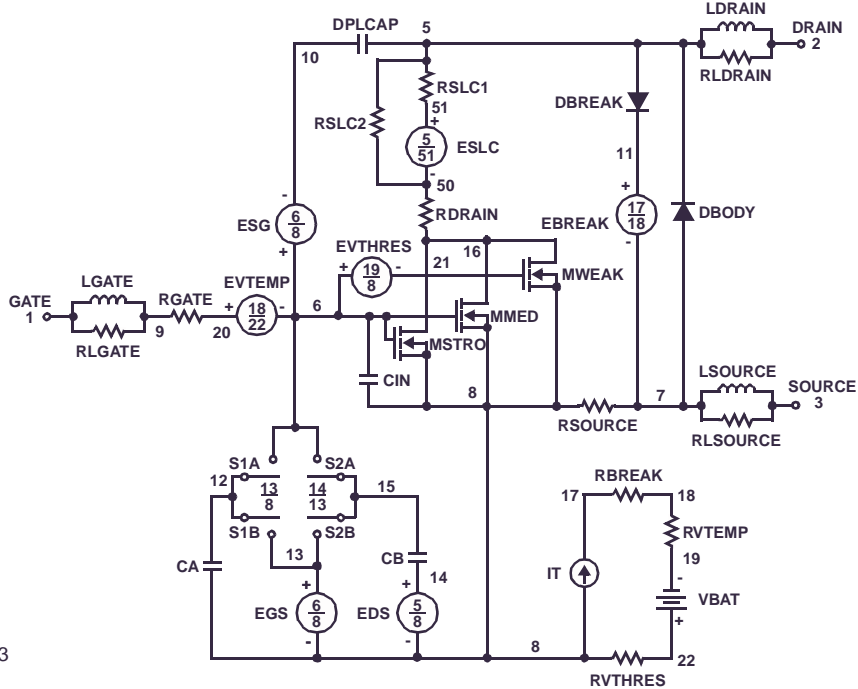 LDRAIN
DPLCAP 5 DRAIN
10 2
RSLC1 RLDRAIN
51 DBREAK
+
RSLC2 5 ESLC
51
- 11
50
- +
RDRAIN 17
ESG 6 EBREAK 18 DBODY
8
+ EVTHRES 16 -
+ 19 - 21 MWEAK
LGATE EVTEMP 8
GATE RGATE + 18 - 6
1 22 MMED
9 20 MSTRO
RLGATE
CIN LSOURCE
8 7 SOURCE
3
RSOURCE RLSOURCE
S1A S2A
12 13 14 15 RBREAK
8 13 17 18
S1B S2B RVTEMP
13 CB 19
CA IT -
+ + 14 VBAT
EGS 6 EDS 5 +
8 8
- - 8 22
3 RVTHRES